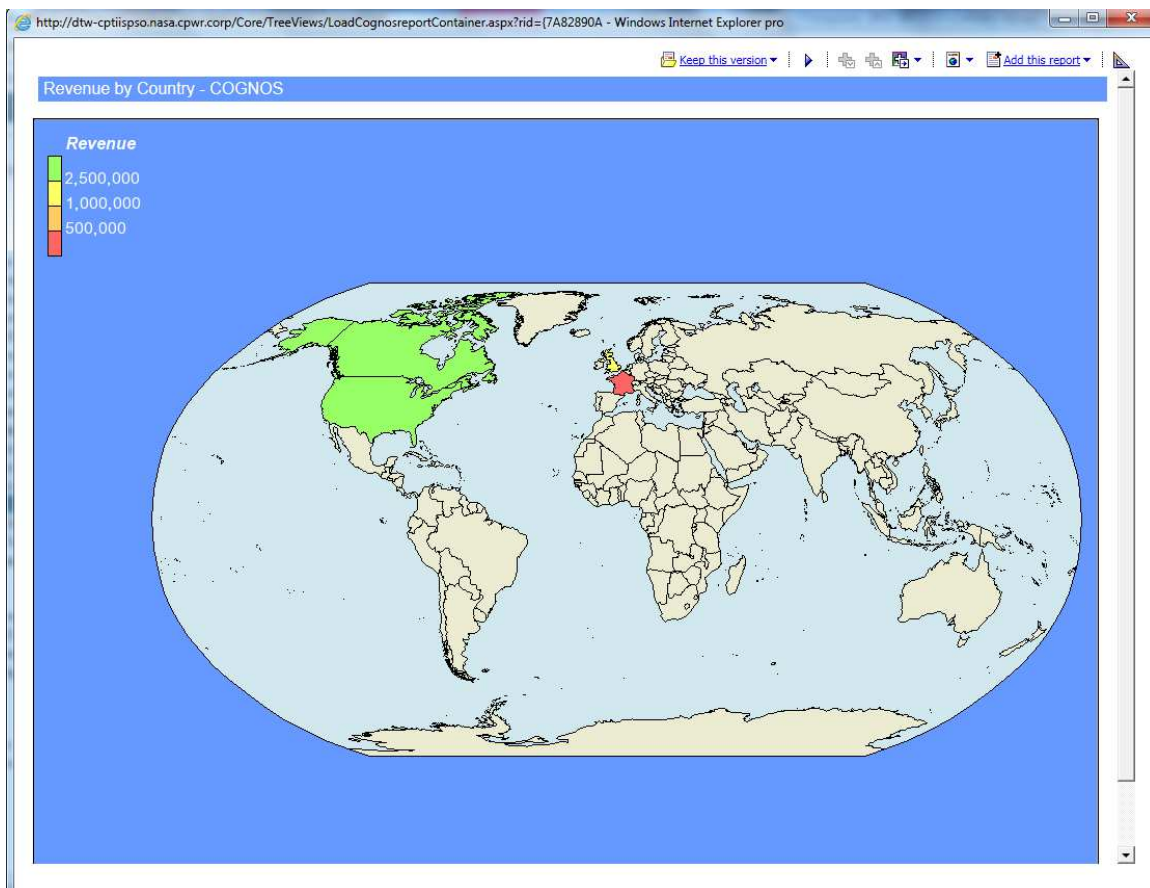 http://dtw-cptiispso.nasa.cpwr.corp/Core/TreeViews/LoadCognosreportContainer.aspx?rid={7A82890A - Windows Internet Explorer pro
Keep this version Add this report
Revenue by Country - COGNOS
Revenue
2,500,000
1,000,000
500,000